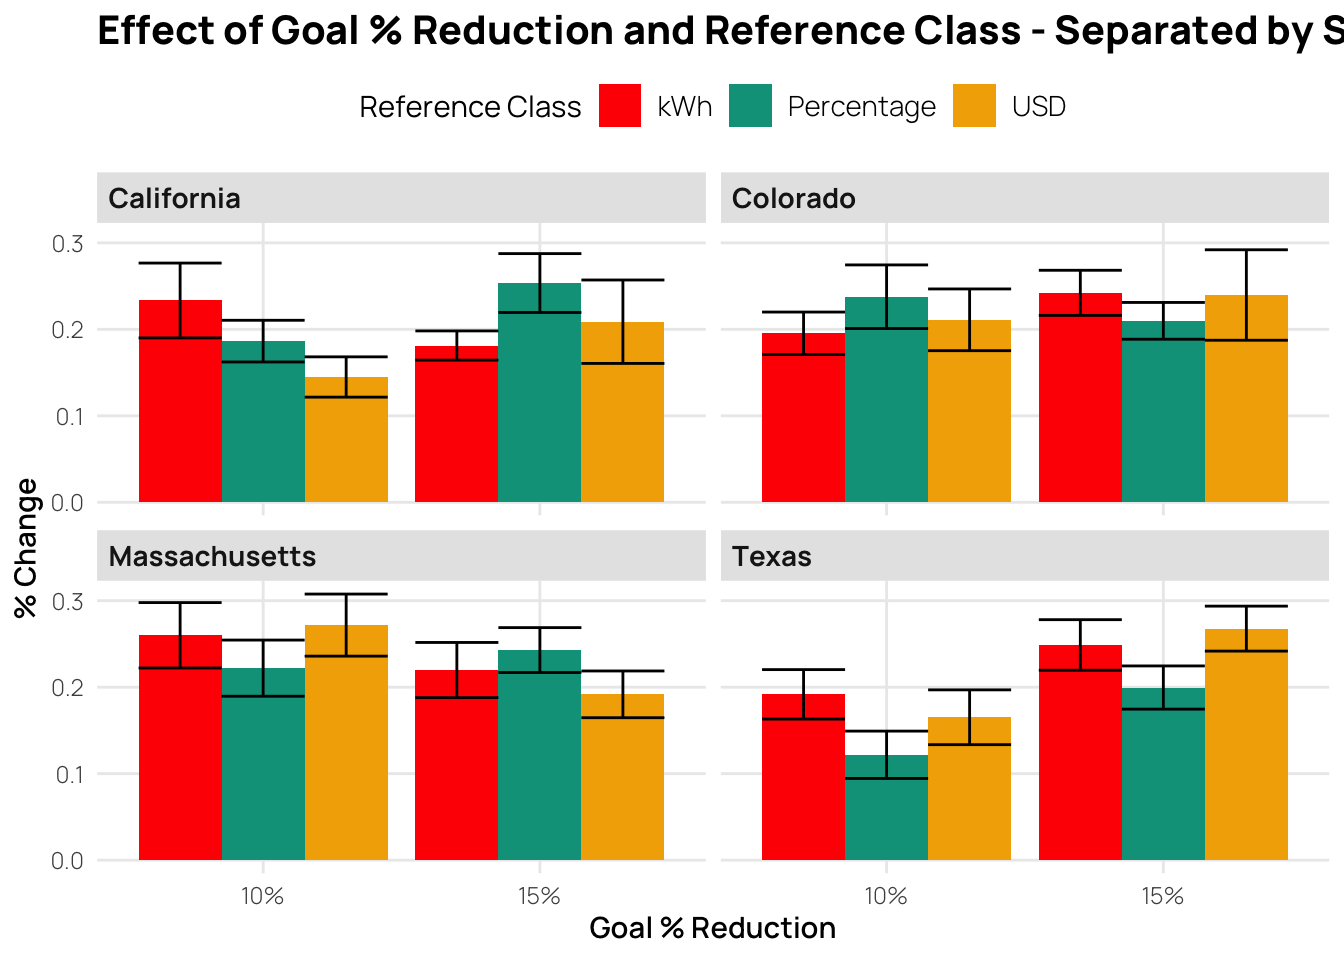 Effect of Goal % Reduction and Reference Class - Separated by S
Reference Class kWh Percentage USD
California Colorado
0.3
0.2
0.1
0.0
% Change
Massachusetts Texas
0.3
0.2
0.1
0.0
10% 15% 10% 15%
Goal % Reduction